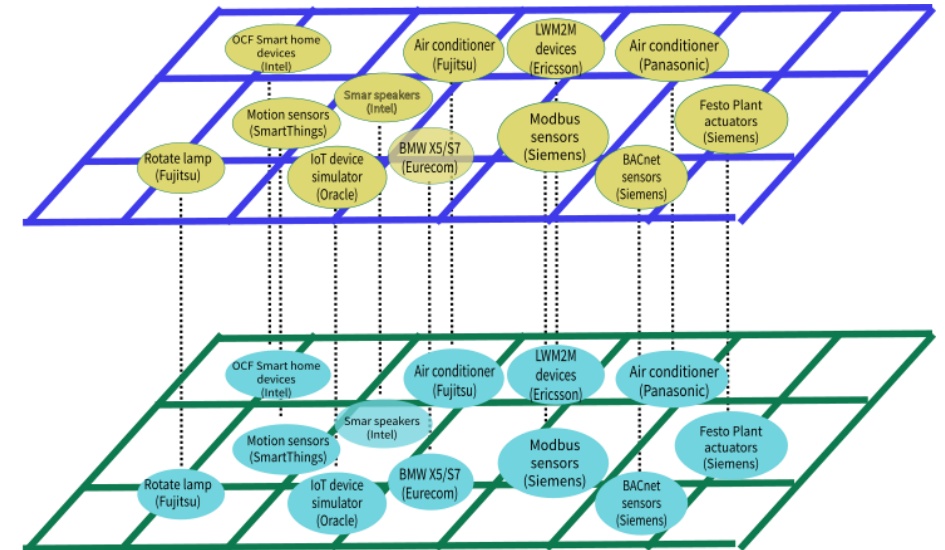 OCF Smart home
devices
(Intel)
Air conditioner
(Fujitsu)
LWM2M
devices
(Ericsson)
Air conditioner
(Panasonic)
Smar speakers
(Intel)
Motion sensors
(SmartThings)
Festo Plant
actuators
(Siemens)
Modbus
sensors
(Siemens)
BMW X5/S7
(Eurecom)
Rotate lamp
(Fujitsu)
IoT device
simulator
(Oracle)
BACnet
sensors
(Siemens)
OCF Smart home
devices
(Intel)
Air conditioner
(Fujitsu)
LWM2M
devices
(Ericsson)
Air conditioner
(Panasonic)
Smar speakers
(Intel)
Motion sensors
(SmartThings)
Festo Plant
actuators
(Siemens)
Modbus
sensors
(Siemens)
BMW X5/S7
(Eurecom)
Rotate lamp
(Fujitsu)
IoT device
simulator
(Oracle)
BACnet
sensors
(Siemens)